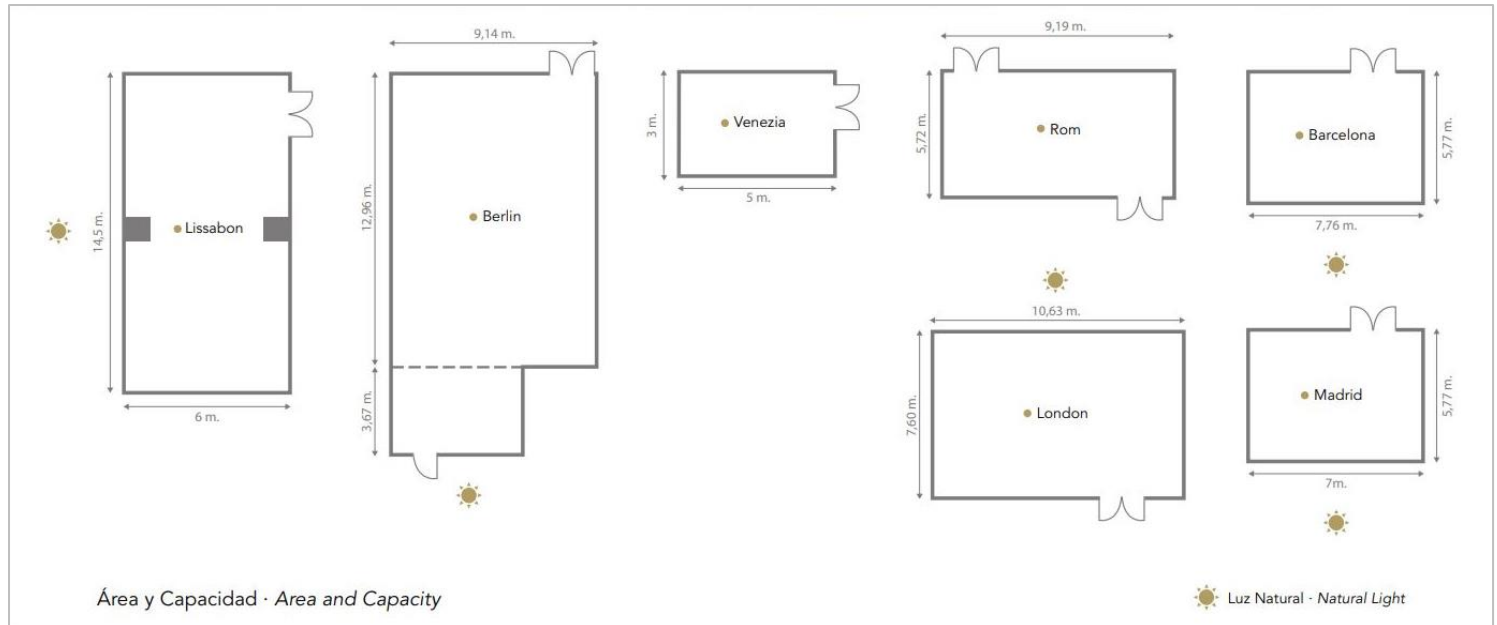 9,14 m.
9,19 m.
14,5 m.
Lissabon
6 m.
12,96 m.
Berlin
3,67 m.
3 m.
Venezia
5 m.
5,72 m.
Rom
Barcelona
5,77 m.
7,76 m.
10,63 m.
7,60 m.
London
Madrid
5,77 m.
7m.
Área y Capacidad · Area and Capacity
Luz Natural · Natural Light